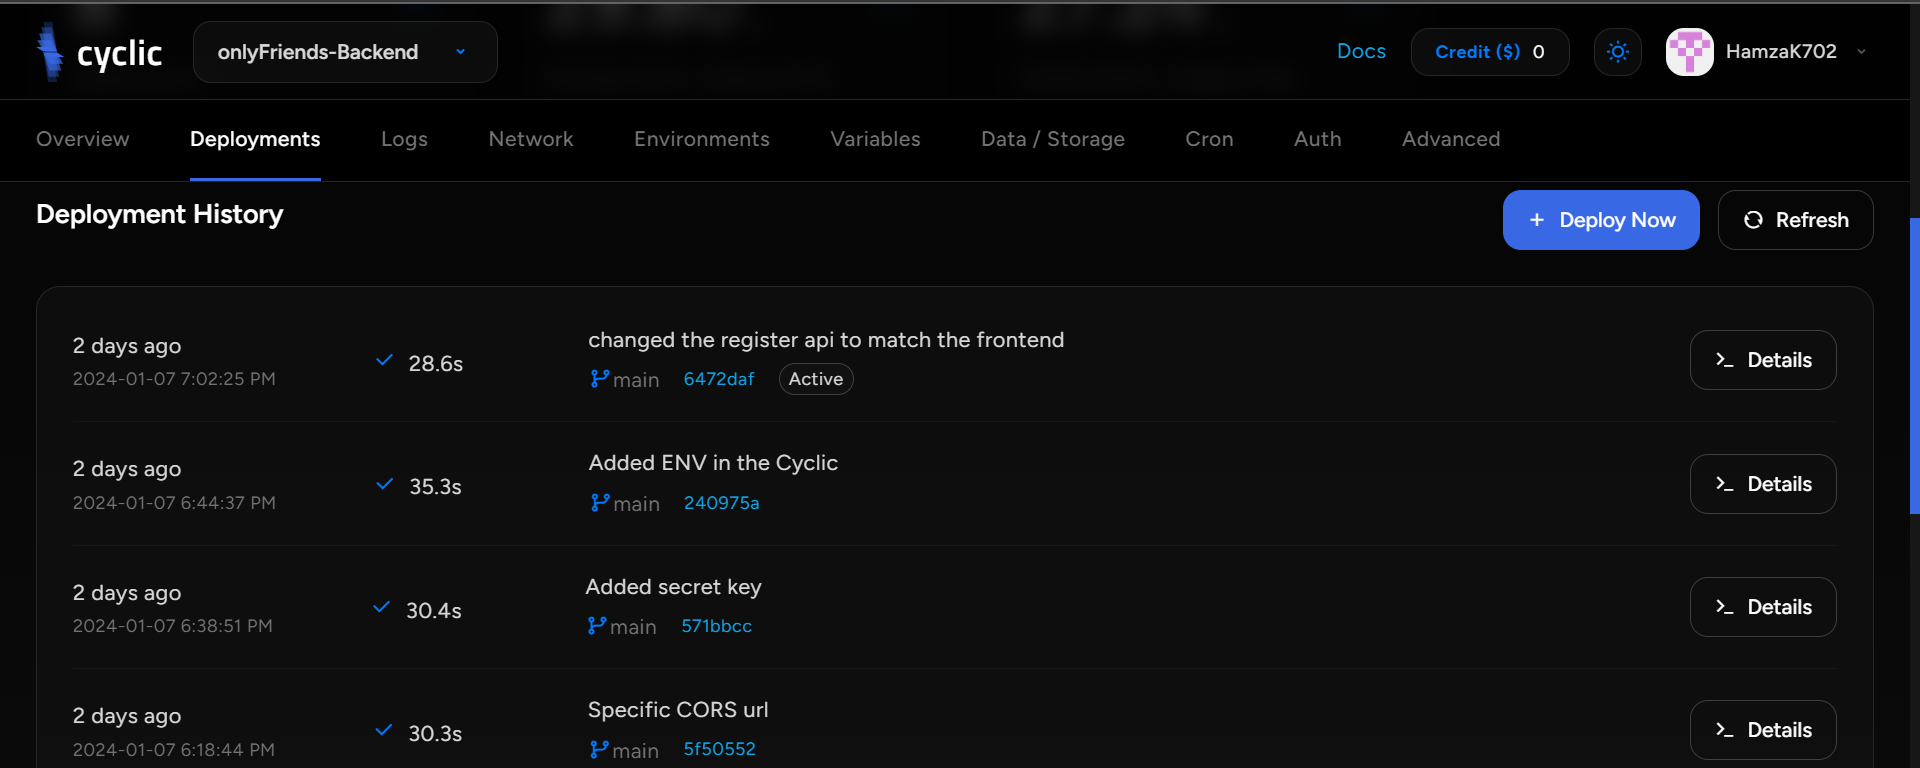 cyclic
onlyFriends-Backend
Docs
Credit ($) 0
HamzaK702
Overview Deployments Logs Network Environments Variables Data / Storage Cron Auth Advanced
Deployment History
+ Deploy Now
Refresh
2 days ago
2024-01-07 7:02:25 PM
28.6s
changed the register api to match the frontend
main 6472daf Active
>_ Details
2 days ago
2024-01-07 6:44:37 PM
35.3s
Added ENV in the Cyclic
main 240975a
>_ Details
2 days ago
2024-01-07 6:38:51 PM
30.4s
Added secret key
main 571bbcc
>_ Details
2 days ago
2024-01-07 6:18:44 PM
30.3s
Specific CORS url
main 5f50552
>_ Details